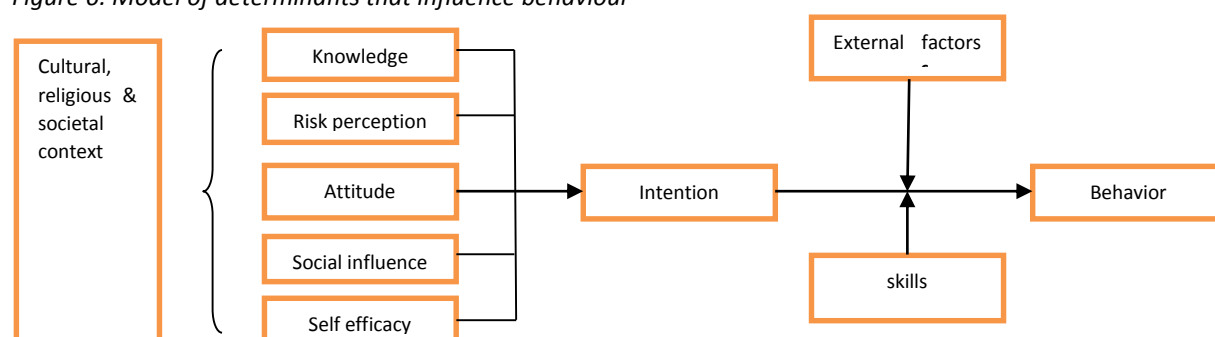 Figure 6. Model of determinants that influence behaviour
External factors
Cultural,
religious &
societal
context
Knowledge
Risk perception
Attitude
Social influence
Self efficacy
Intention
Behavior
skills